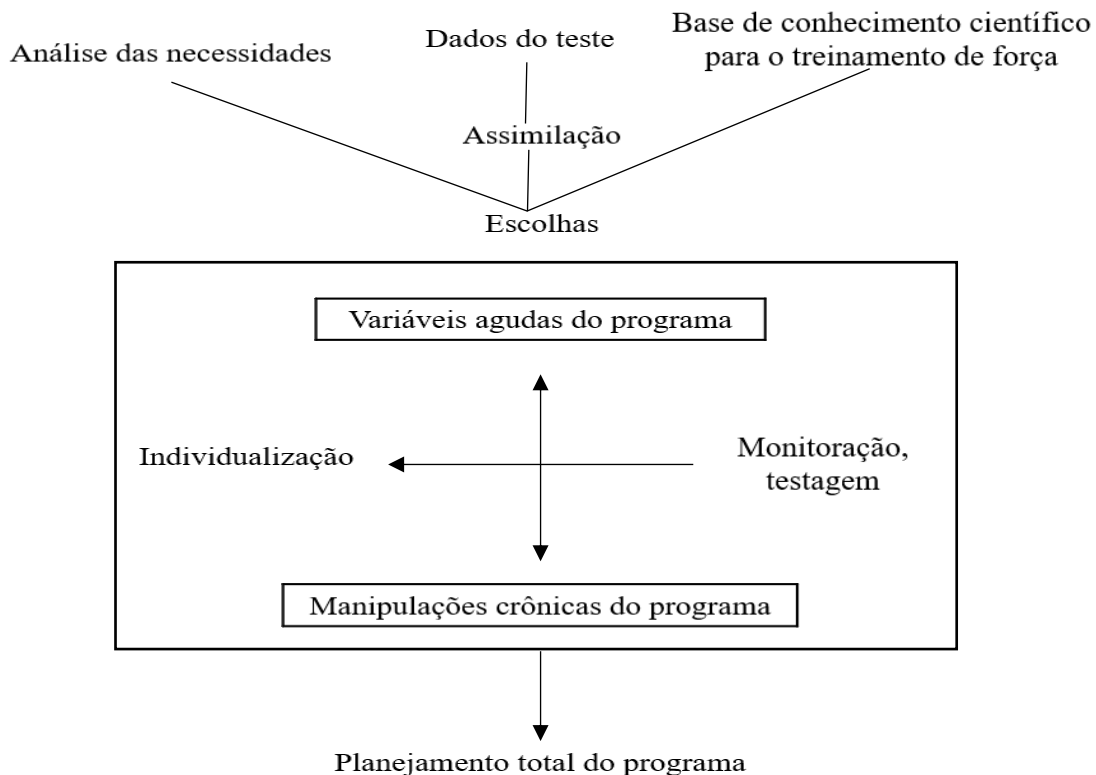 Análise das necessidades
Dados do teste
Base de conhecimento científico
para o treinamento de força
Assimilação
Escolhas
Variáveis agudas do programa
Individualização
Monitoração,
testagem
Manipulações crônicas do programa
Planejamento total do programa